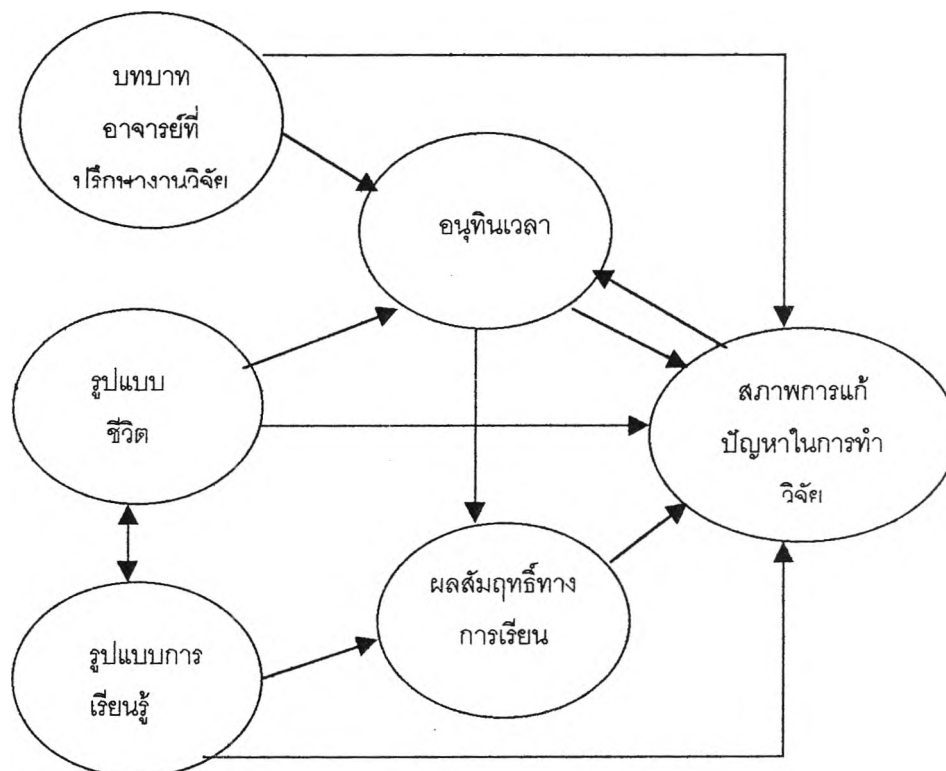 บทบาท
อาจารย์ที่
ปรึกษางานวิจัย
อนุทินเวลา
รูปแบบ
ชีวิต
สภาพการแก้
ปัญหาในการทำ
วิจัย
ผลสัมฤทธิ์ทาง
การเรียน
รูปแบบการ
เรียนรู้